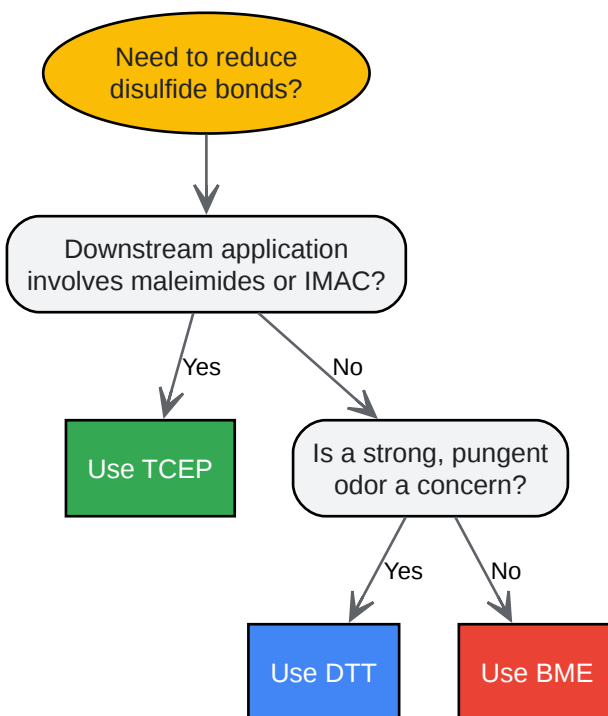 Need to reduce
disulfide bonds?
Downstream application
involves maleimides or IMAC?
Yes
No
Use TCEP
Is a strong, pungent
odor a concern?
Yes
No
Use DTT
Use BME